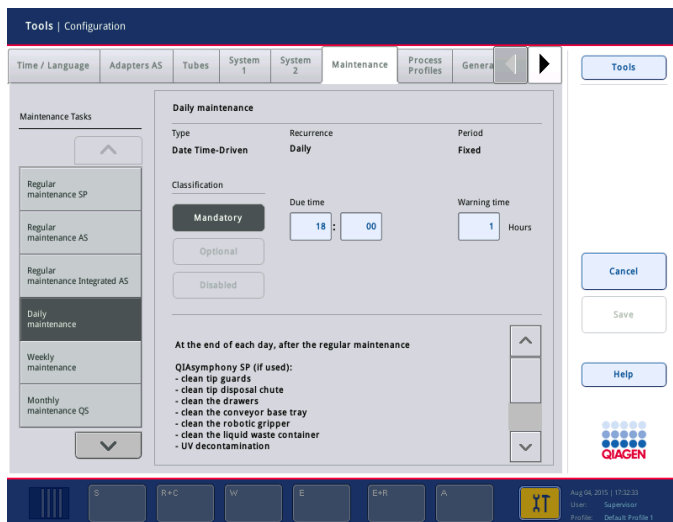 Tools | Configuration
Time / Language
Adapters AS
Tubes
System
1
System
2
Maintenance
Process
Profiles
Genera
Tools
Maintenance Tasks
Regular
maintenance SP
Regular
maintenance AS
Regular
maintenance Integrated AS
Daily
maintenance
Weekly
maintenance
Monthly
maintenance QS
Daily maintenance
Type
Recurrence
Period
Date Time-Driven
Daily
Fixed
Classification
Mandatory
Optional
Disabled
Due time
18 : 00
Warning time
1 Hours
At the end of each day, after the regular maintenance
QIAsymphony SP (if used):
- clean tip guards
- clean tip disposal chute
- clean the drawers
- clean the conveyor base tray
- clean the robotic gripper
- clean the liquid waste container
- UV decontamination
Cancel
Save
Help
QIAGEN
S
R+C
W
E
E+R
A
Aug 04, 2015 | 17:32:33
User: Supervisor
Profile: Default Profile 1